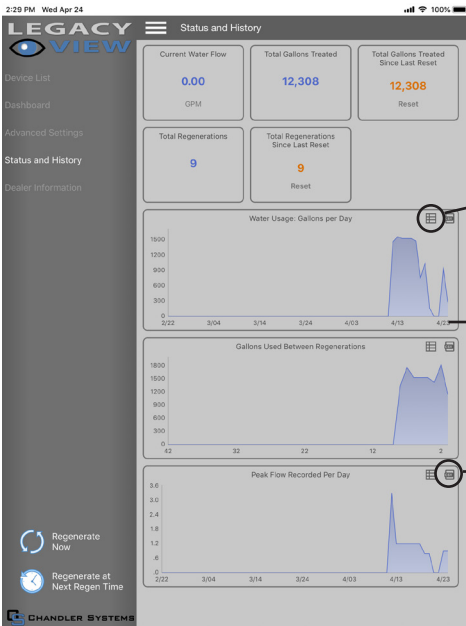 2:29 PM Wed Apr 24
100%
LEGACY
VIEW
Device List
Dashboard
Advanced Settings
Status and History
Dealer Information
Regenerate
Now
Regenerate at
Next Regen Time
CS CHANDLER SYSTEMS
Status and History
Current Water Flow
0.00
GPM
Total Gallons Treated
12,308
Total Gallons Treated
Since Last Reset
12,308
Reset
Total Regenerations
9
Total Regenerations
Since Last Reset
9
Reset
Water Usage: Gallons per Day
1500
1200
900
600
300
0
2/22 3/04 3/14 3/24 4/03 4/13 4/23
Gallons Used Between Regenerations
1800
1500
1200
900
600
300
0
42 32 22 12 2
Peak Flow Recorded Per Day
3.6
3.0
2.4
1.8
1.2
.6
.0
2/22 3/04 3/14 3/24 4/03 4/13 4/23